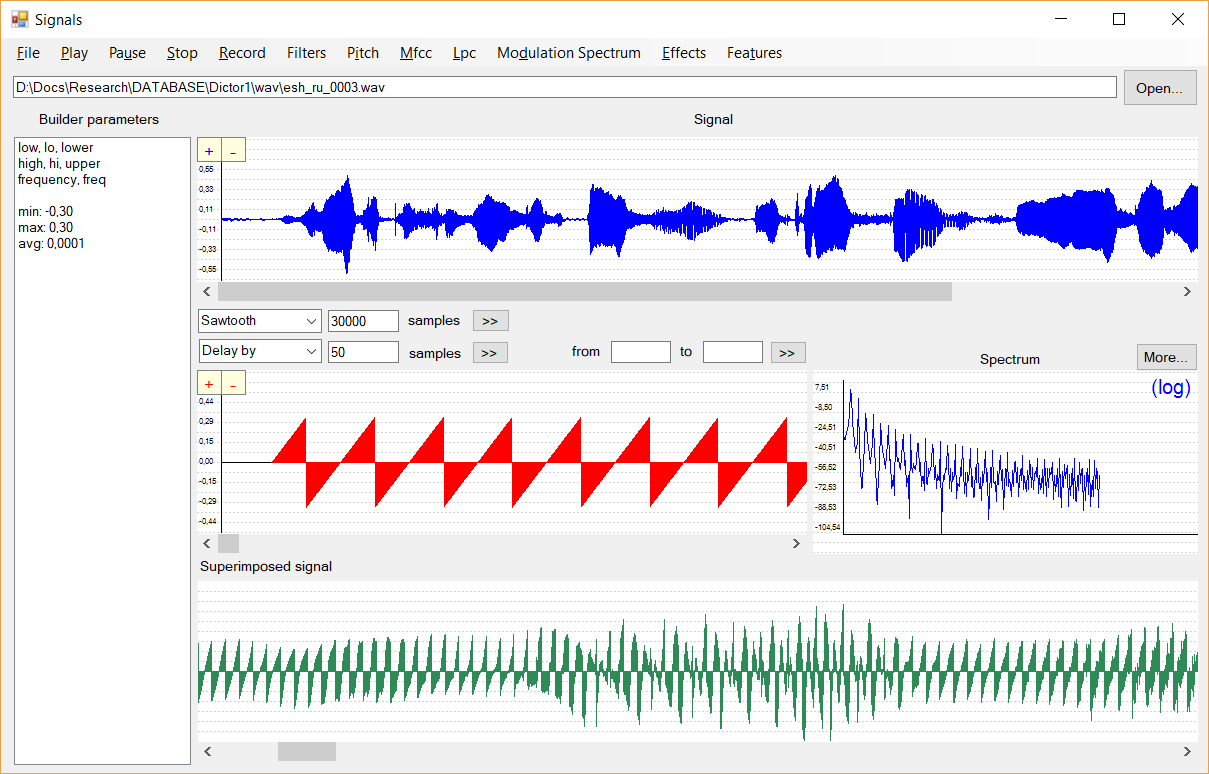 Signals
File Play Pause Stop Record Filters Pitch Mfcc Lpc Modulation Spectrum Effects Features
D:\Docs\Research\DATABASE\Dictor1\wav\esh_ru_0003.wav Open...
Builder parameters Signal
low, lo, lower
high, hi, upper
frequency, freq
min: -0,30
max: 0,30
avg: 0,0001
+ -
0,55
0,33
0,11
-0,11
-0,33
-0,55
Sawtooth 30000 samples >>
Delay by 50 samples >> from to >>
Spectrum More...
+ -
0,44
0,29
0,15
0,00
-0,15
-0,29
-0,44
(log)
7,51
-8,50
-24,51
-40,51
-56,52
-72,53
-88,53
-104,54
Superimposed signal